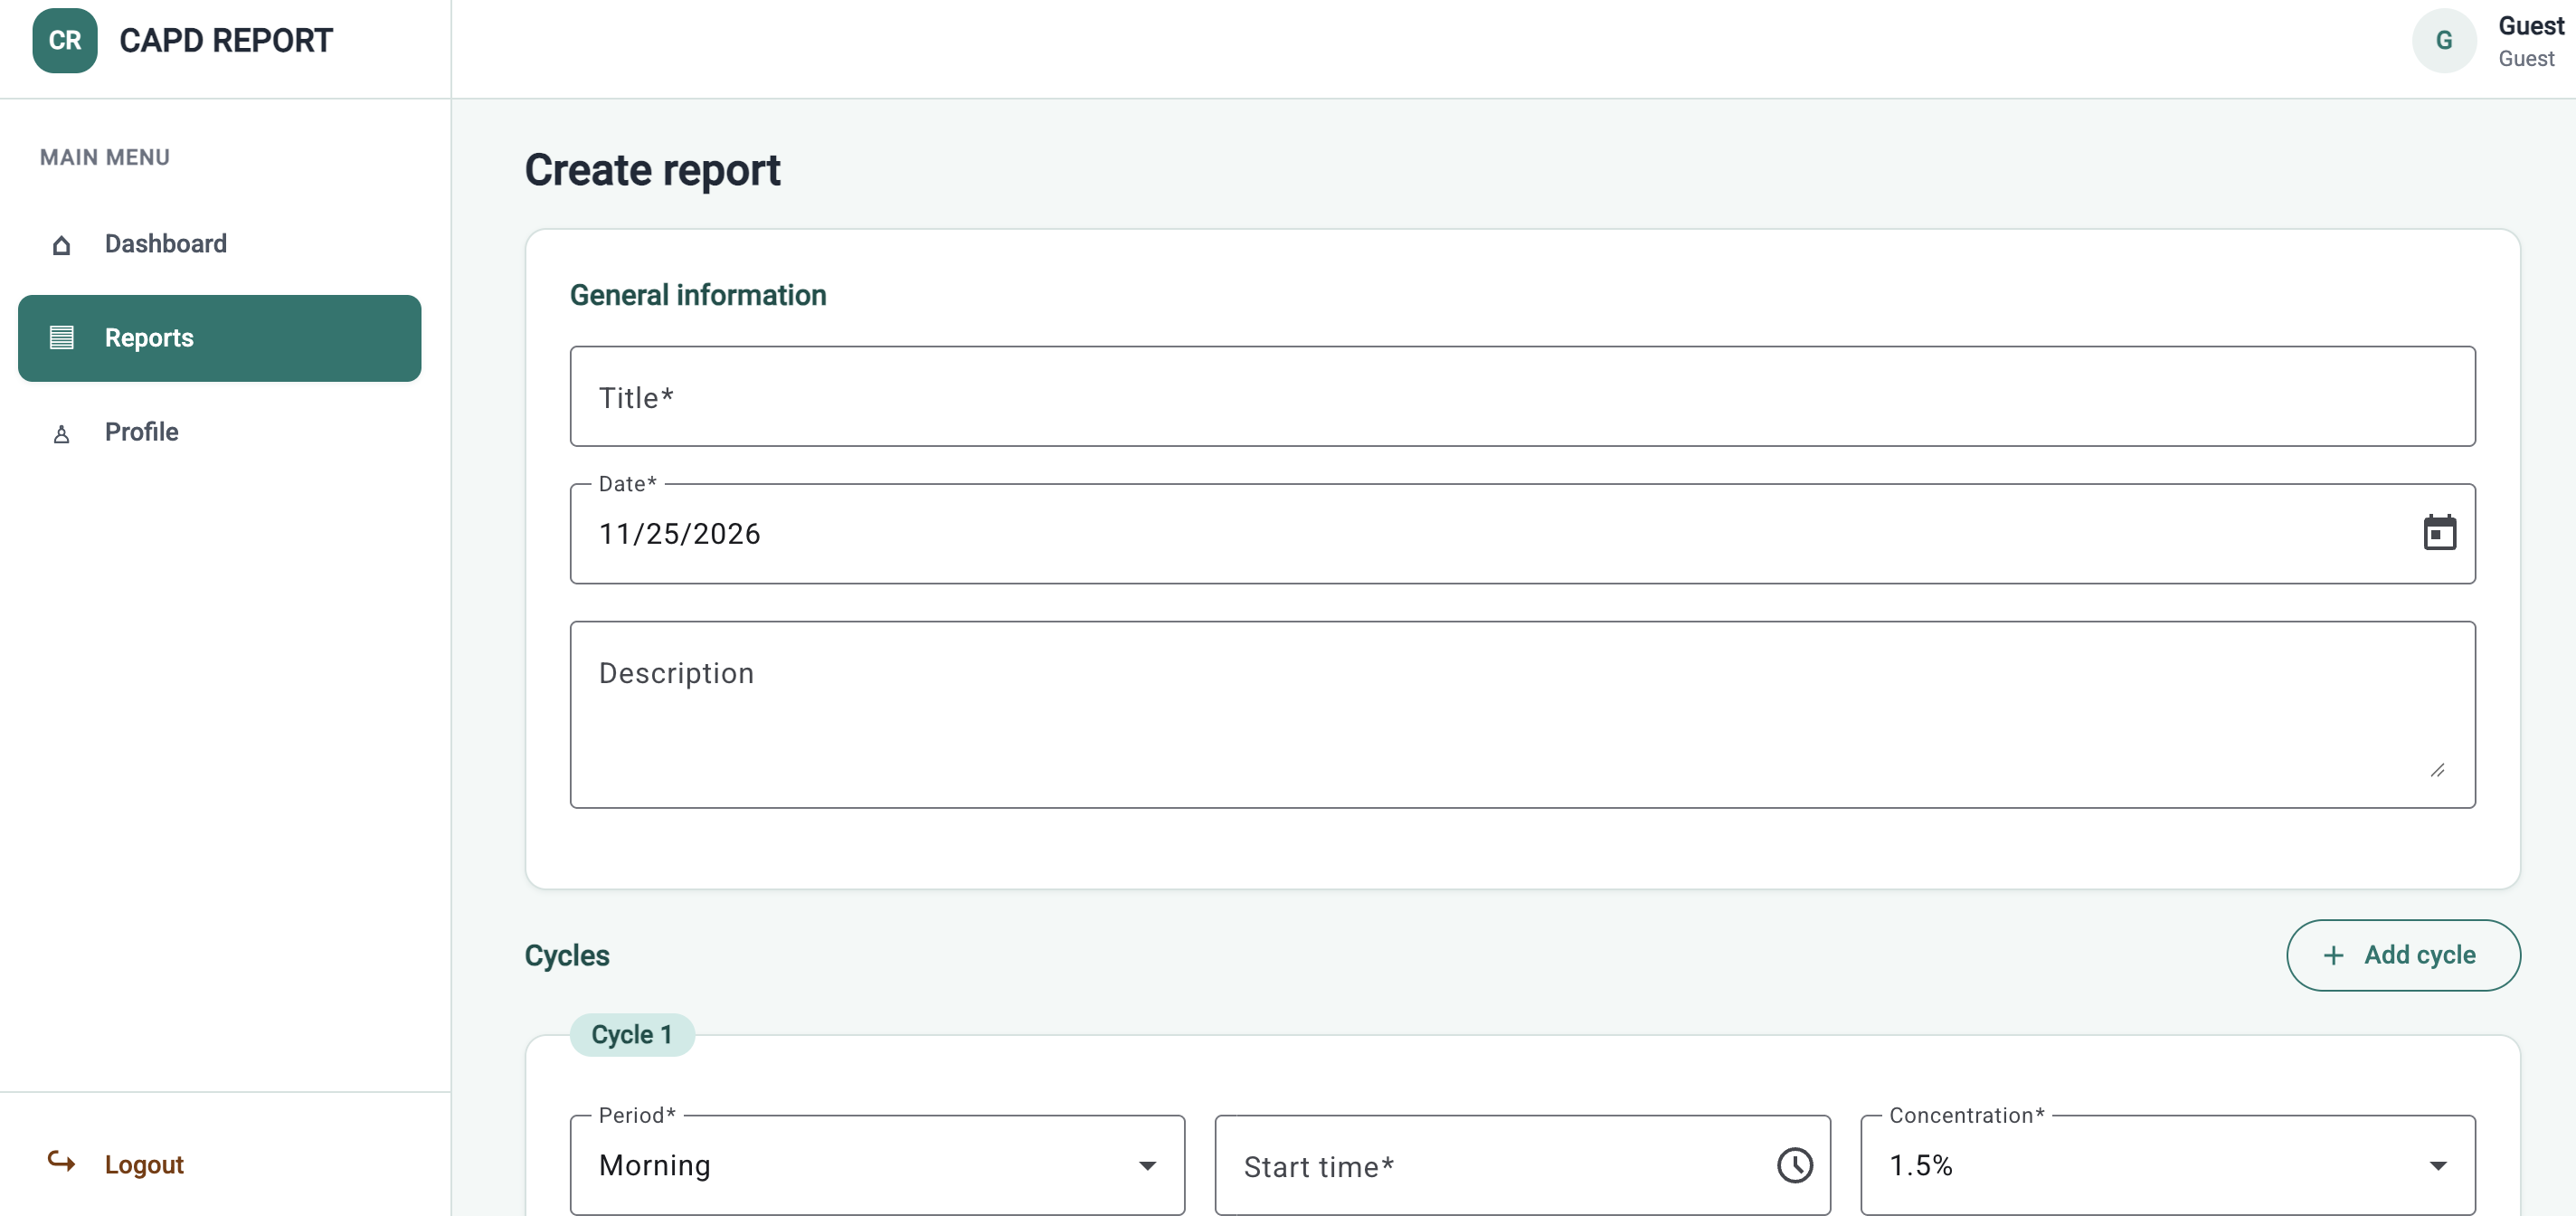 CR CAPD REPORT
G Guest
Guest
MAIN MENU
Dashboard
Reports
Profile
Logout
Create report
General information
Title*
Date*
11/25/2026
Description
Cycles
+ Add cycle
Cycle 1
Period*
Morning
Start time*
Concentration*
1.5%